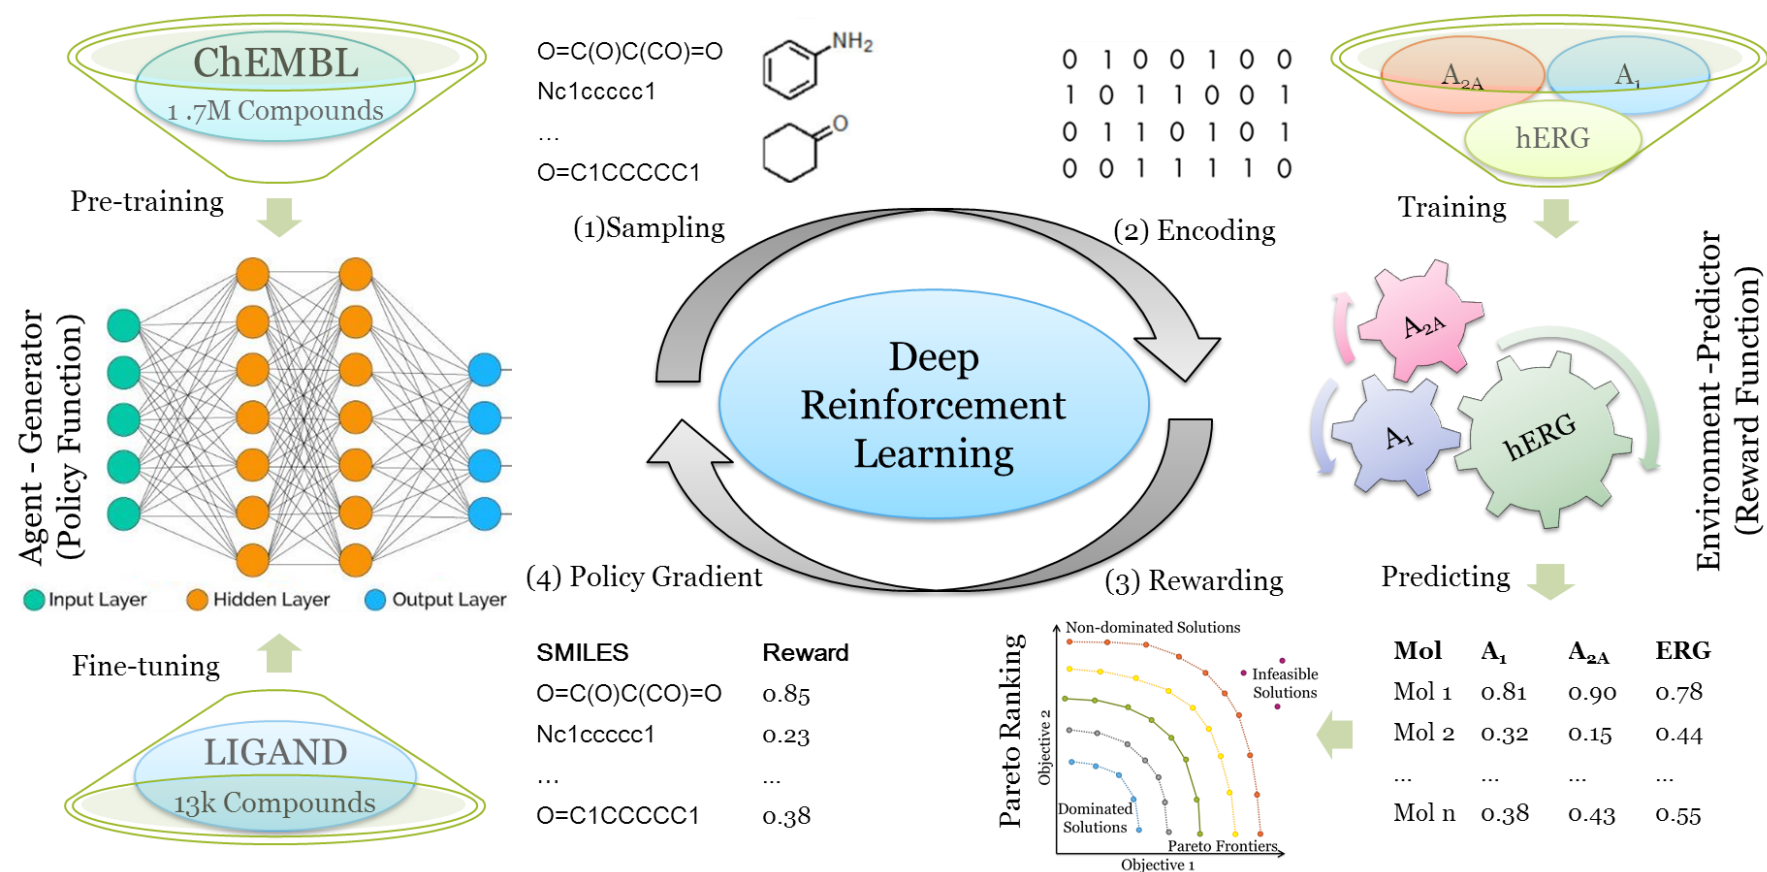 ChEMBL
1 .7M Compounds
Pre-training
Agent - Generator
(Policy Function)
Input Layer
Hidden Layer
Output Layer
Fine-tuning
LIGAND
13k Compounds
O=C(O)C(CO)=O
Nc1ccccc1
...
O=C1CCCCC1
NH2
O
(1)Sampling
0 1 0 0 1 0 0
1 0 1 1 0 0 1
0 1 1 0 1 0 1
0 0 1 1 1 1 0
(2) Encoding
Deep
Reinforcement
Learning
(4) Policy Gradient
(3) Rewarding
A2A
A1
hERG
Training
A2A
A1
hERG
Environment -Predictor
(Reward Function)
Predicting
Mol A1 A2A ERG
Mol 1 0.81 0.90 0.78
Mol 2 0.32 0.15 0.44
... ... ... ...
Mol n 0.38 0.43 0.55
Pareto Ranking
Non-dominated Solutions
Infeasible
Solutions
Objective 2
Dominated
Solutions
Pareto Frontiers
Objective 1
SMILES Reward
O=C(O)C(CO)=O 0.85
Nc1ccccc1 0.23
... ...
O=C1CCCCC1 0.38